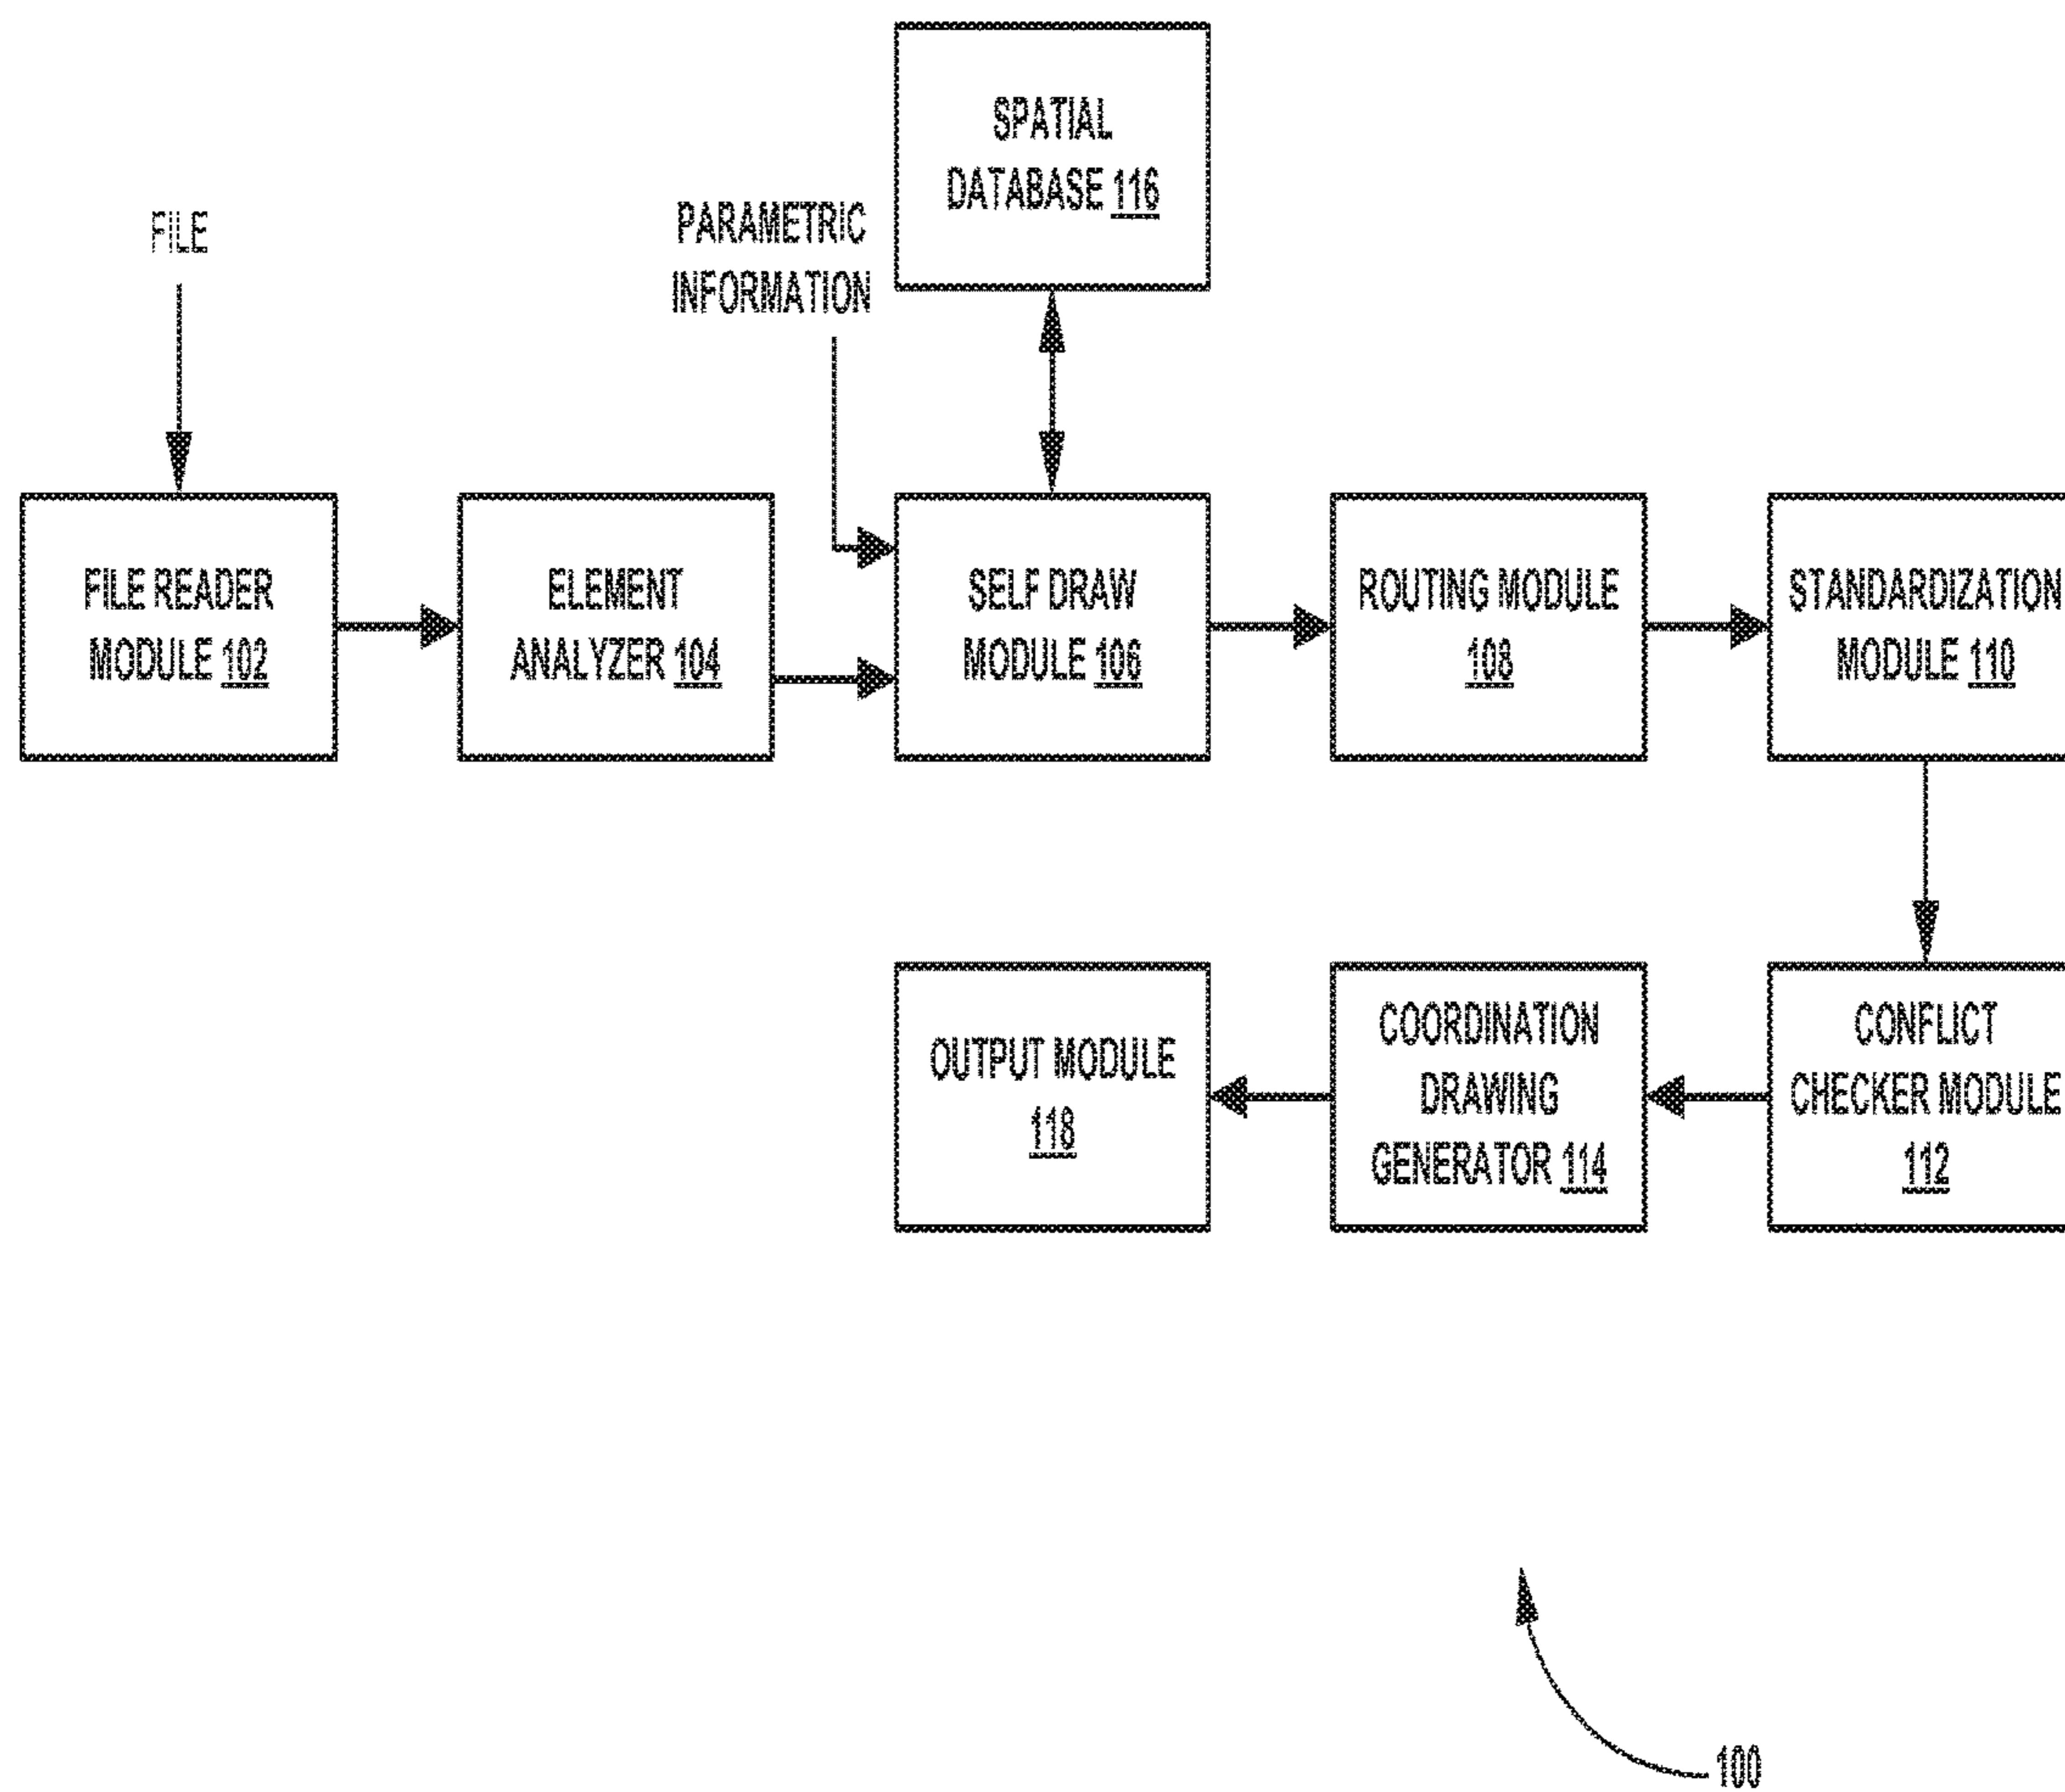 SPATIAL
DATABASE 116
FILE
PARAMETRIC
INFORMATION
FILE READER
MODULE 102
ELEMENT
ANALYZER 104
SELF DRAW
MODULE 106
ROUTING MODULE
108
STANDARDIZATION
MODULE 110
OUTPUT MODULE
118
COORDINATION
DRAWING
GENERATOR 114
CONFLICT
CHECKER MODULE
112
100